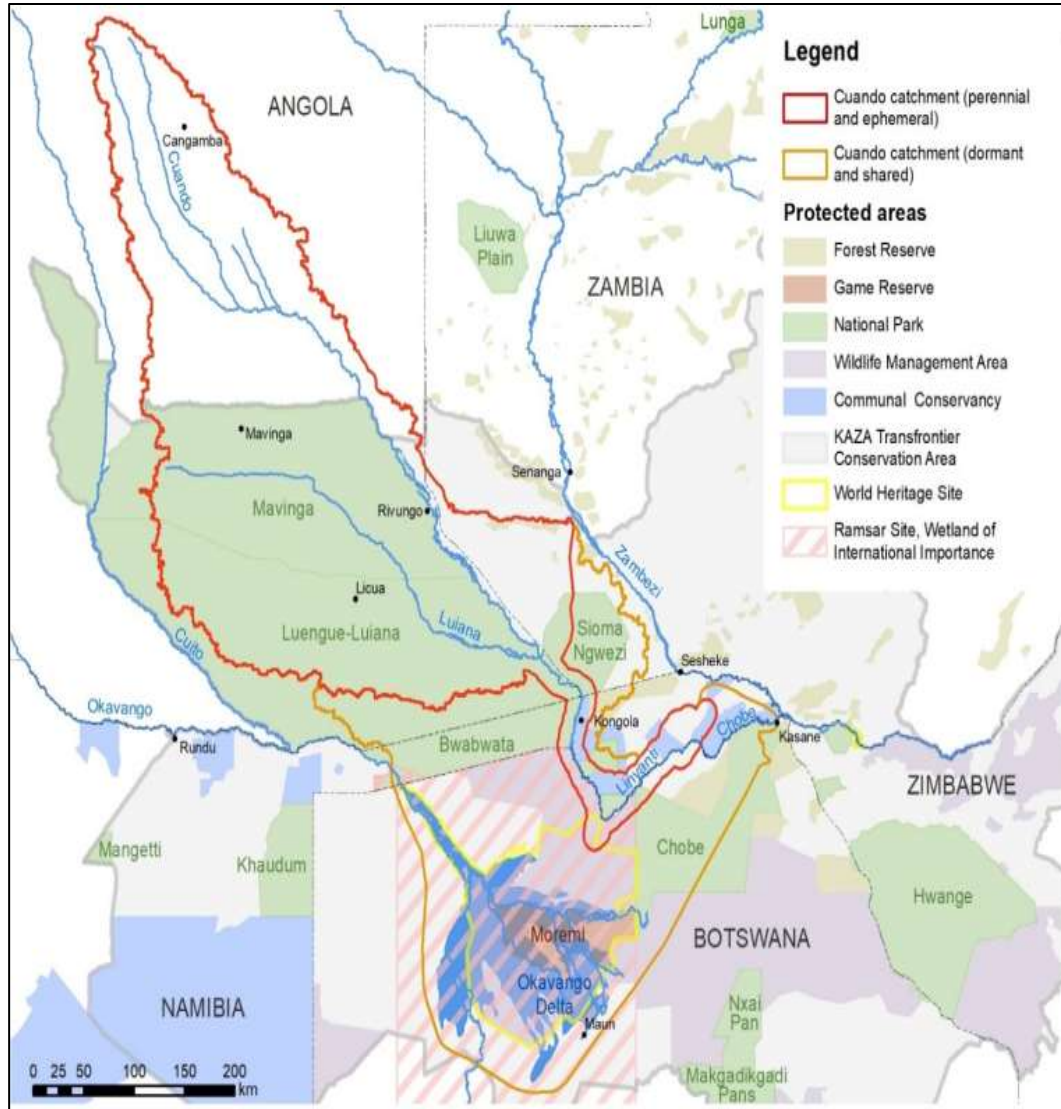 Lunga
Legend
Cuando catchment (perennial
and ephemeral)
Cuando catchment (dormant
and shared)
Protected areas
Forest Reserve
Game Reserve
National Park
Wildlife Management Area
Communal Conservancy
KAZA Transfrontier
Conservation Area
World Heritage Site
Ramsar Site, Wetland of
International Importance
ANGOLA
Cangamba
Cuando
Liuwa
Plain
ZAMBIA
Mavinga
Senanga
Mavinga
Rivungo
Zambezi
Licua
Luengue-Luiana
Luiana
Sioma
Ngwezi
Cuito
Sesheke
Okavango
Rundu
Kongola
Chobe
Kasane
Bwabwata
Linyanti
ZIMBABWE
Mangetti
Khaudum
Chobe
Hwange
Moremi
BOTSWANA
Okavango
Delta
NAMIBIA
Nxai
Pan
Maun
Makgadikgadi
Pans
0 25 50 100 150 200
km